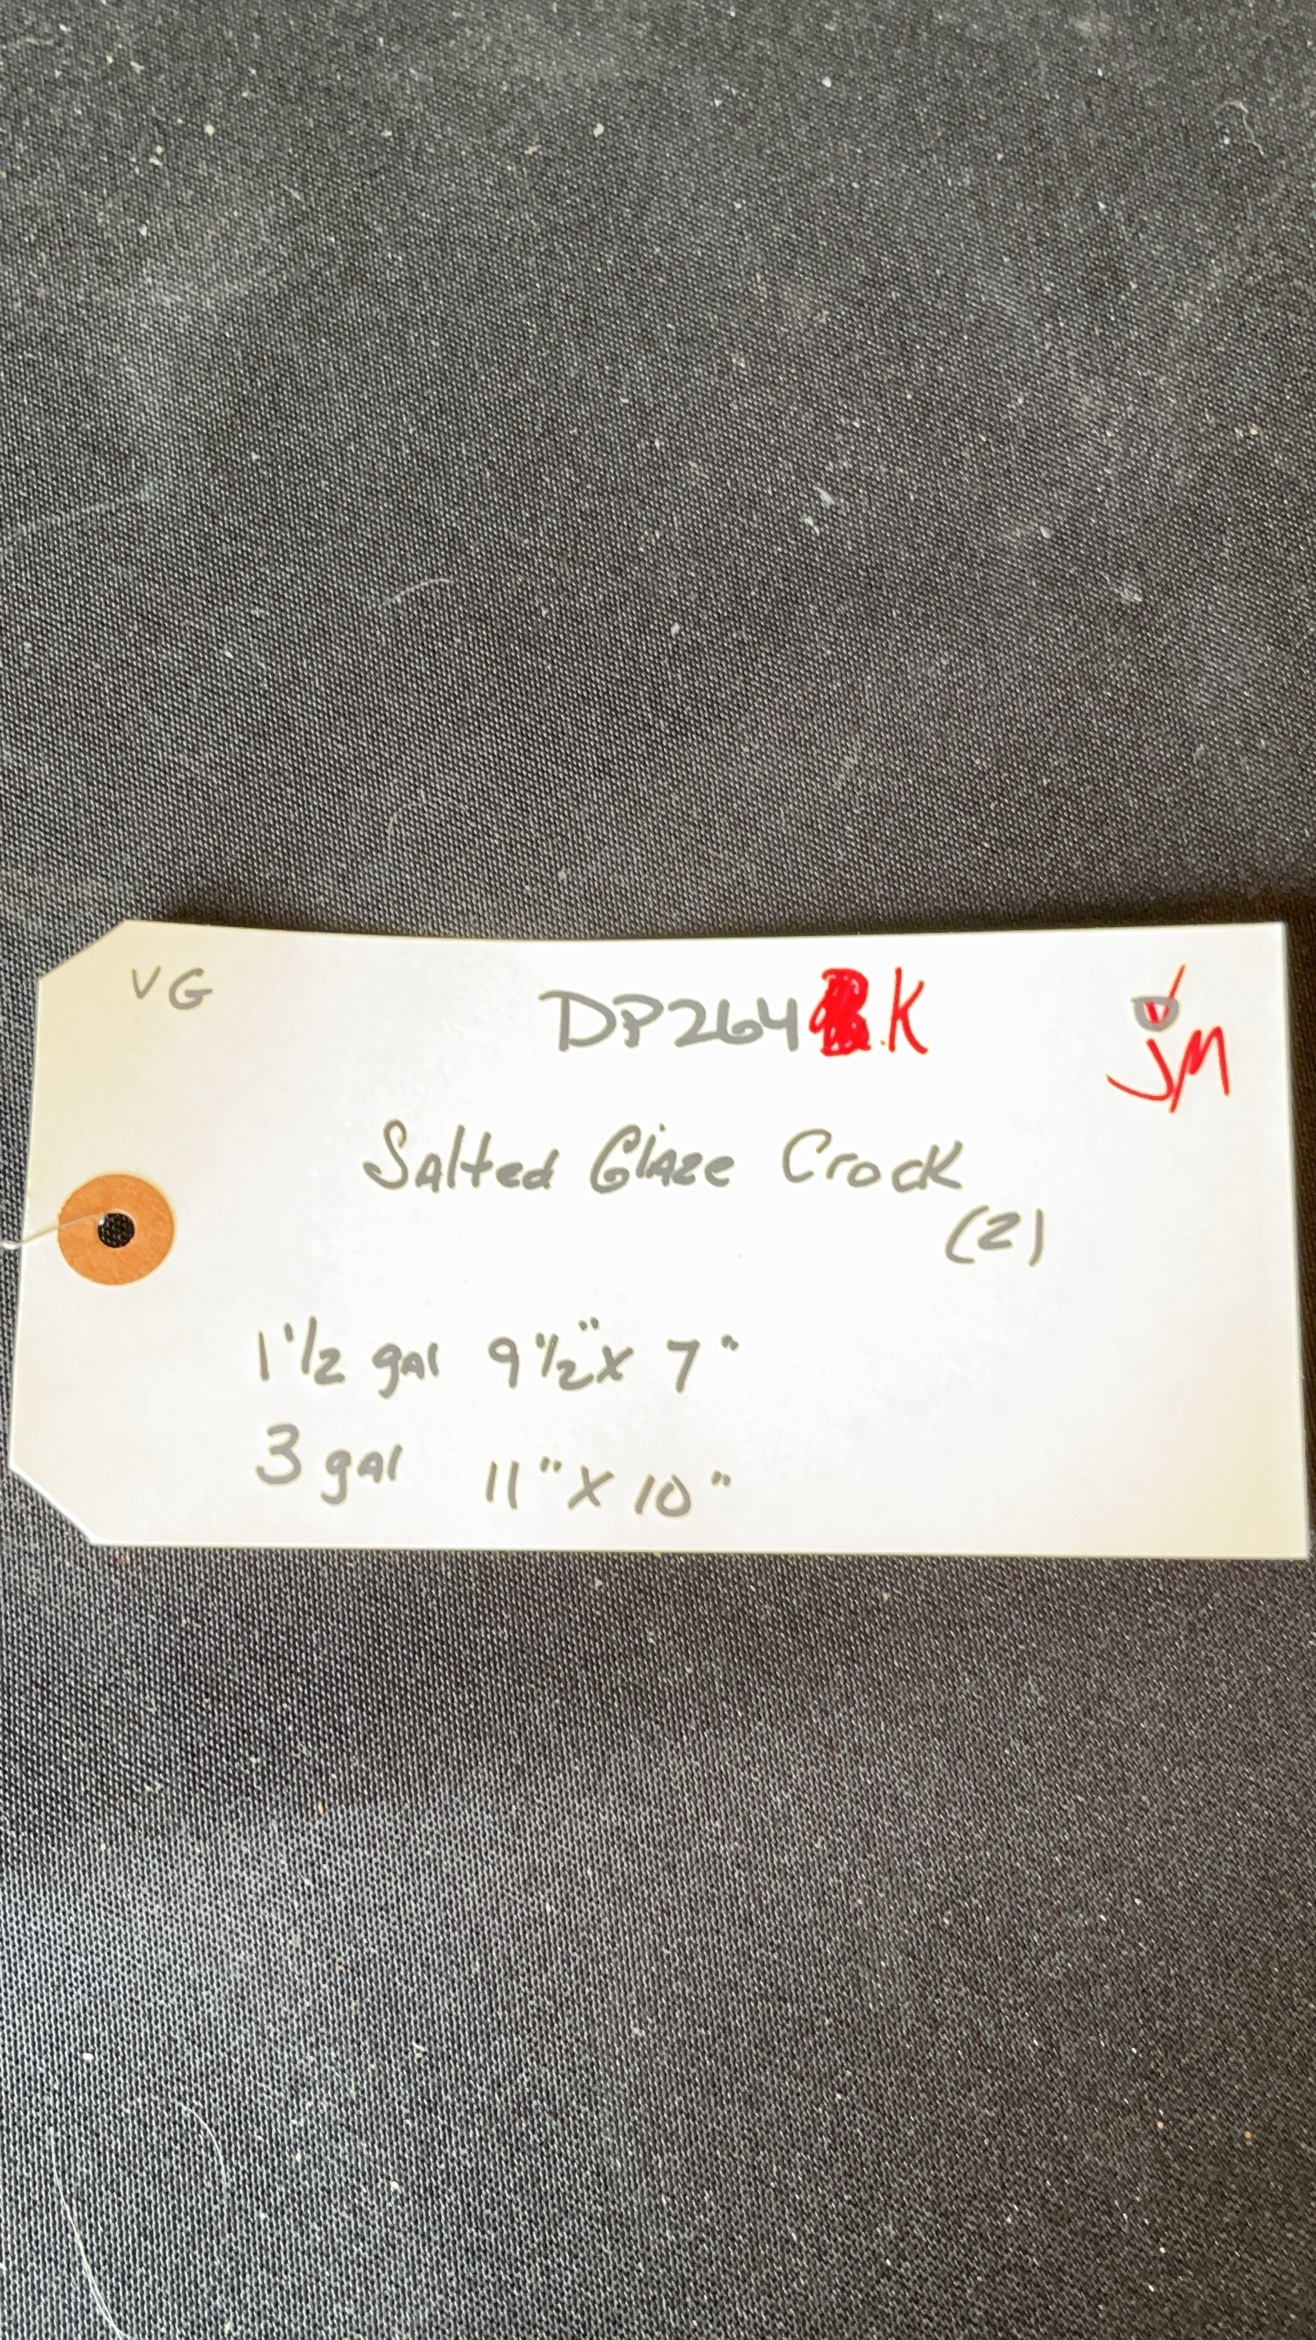 VG
DP264 K
JM
Salted Glaze Crock
(2)
1 1/2 gal 9 1/2" x 7"
3 gal 11" x 10"